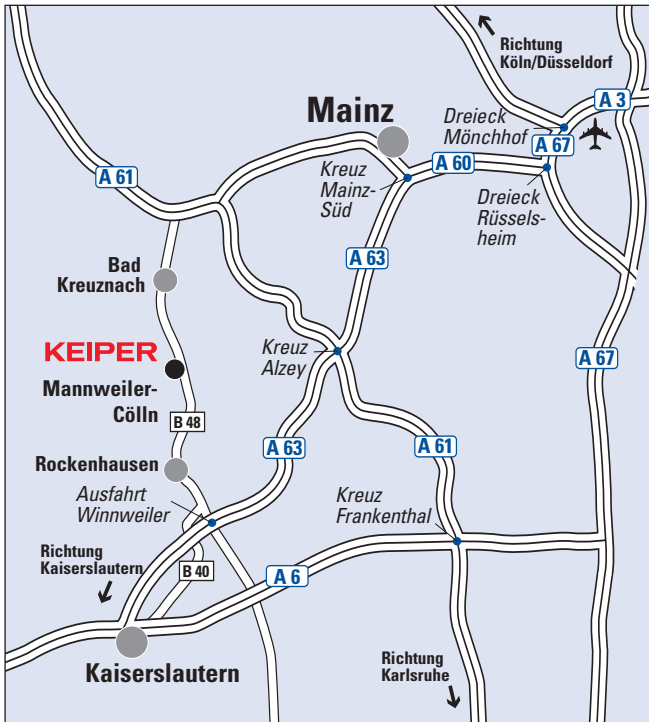 Richtung
Köln/Düsseldorf
A 3
Mainz
Dreieck
Mönchhof
A 67
A 61
Kreuz
Mainz-
Süd
A 60
Dreieck
Rüssels-
heim
A 63
Bad
Kreuznach
KEIPER
Kreuz
Alzey
A 67
Mannweiler-
Cölln
B 48
A 63
A 61
Rockenhausen
Ausfahrt
Winnweiler
Kreuz
Frankenthal
Richtung
Kaiserslautern
B 40
A 6
Kaiserslautern
Richtung
Karlsruhe